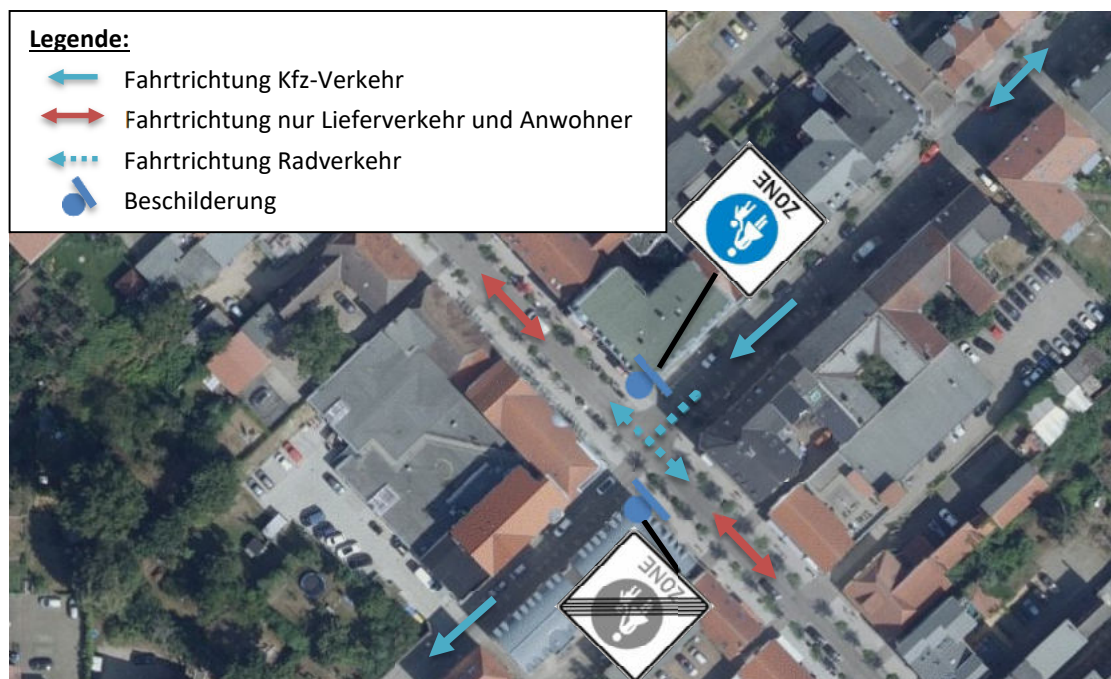 Legende:
Fahrtrichtung Kfz-Verkehr
Fahrtrichtung nur Lieferverkehr und Anwohner
Fahrtrichtung Radverkehr
Beschilderung
ZONE
ZONE